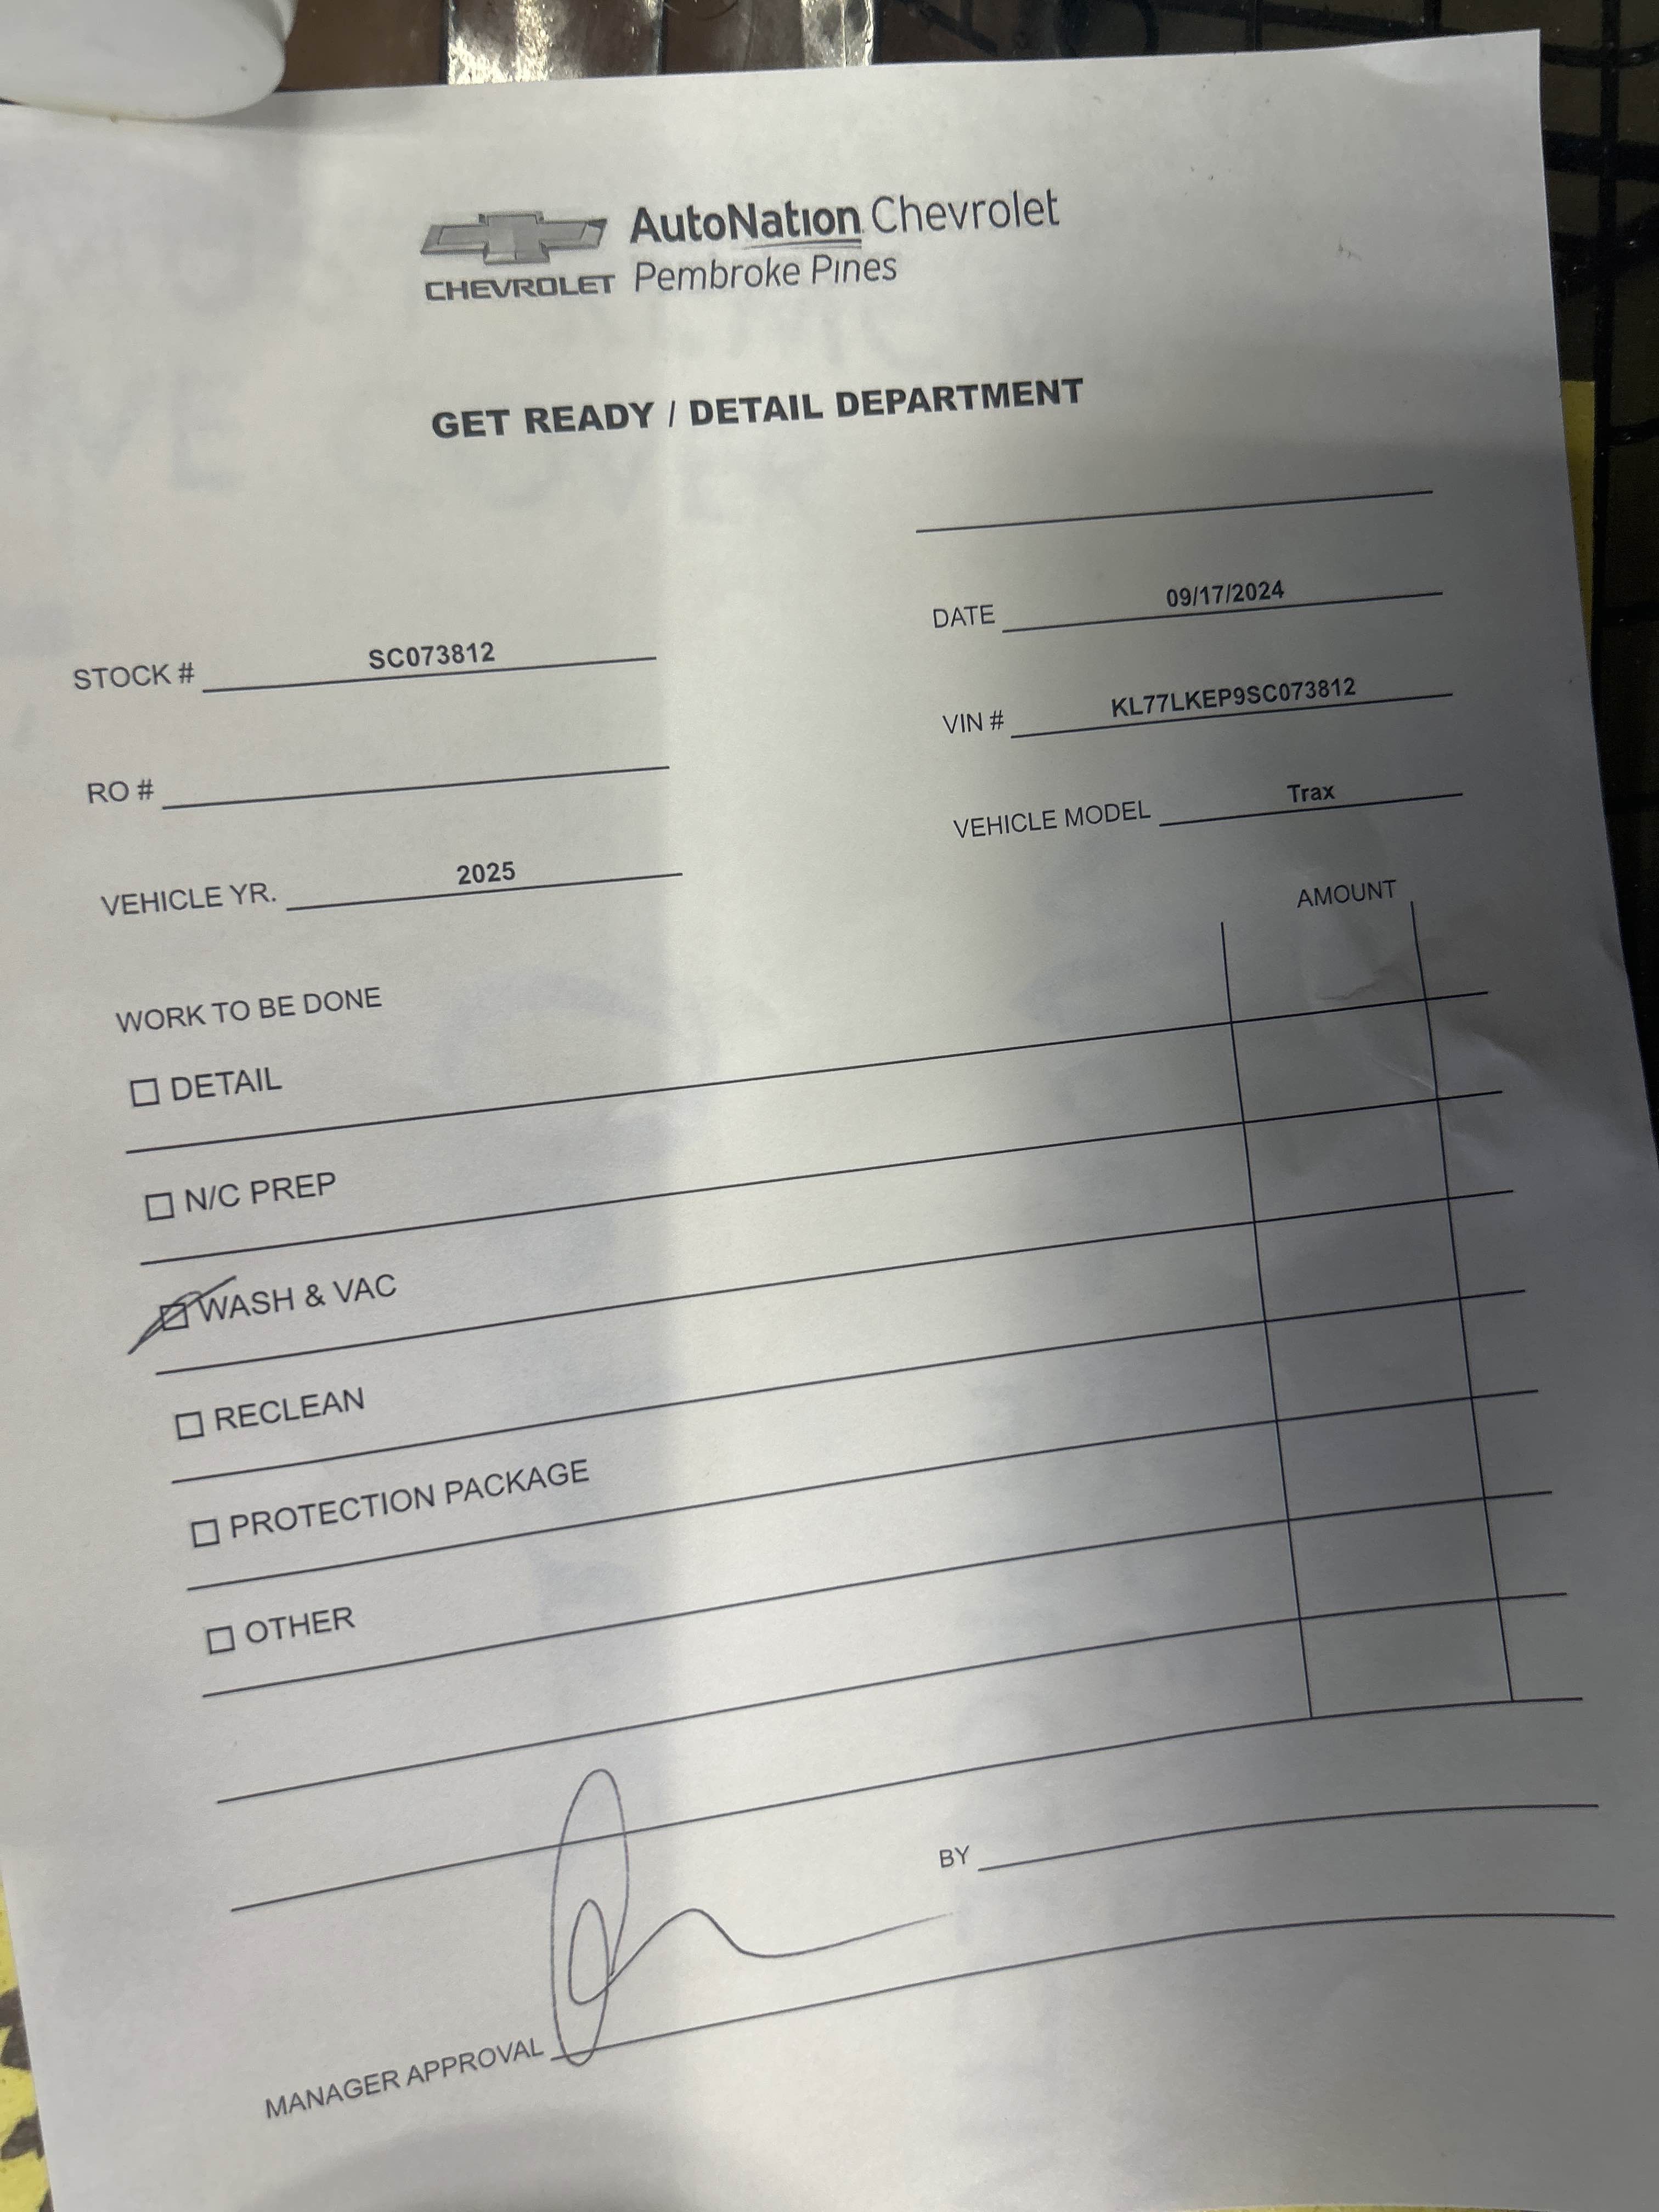 AutoNation Chevrolet
CHEVROLET Pembroke Pines
GET READY / DETAIL DEPARTMENT
DATE 09/17/2024
STOCK # SC073812
VIN # KL77LKEP9SC073812
RO #
VEHICLE MODEL Trax
VEHICLE YR. 2025
AMOUNT
WORK TO BE DONE
DETAIL
N/C PREP
WASH & VAC
RECLEAN
PROTECTION PACKAGE
OTHER
BY
MANAGER APPROVAL